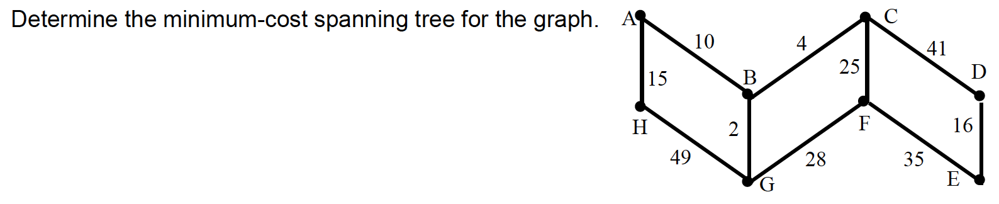 Determine the minimum-cost spanning tree for the graph.
A
C
10
4
41
25
D
15
B
H
2
F
16
49
28
35
E
G